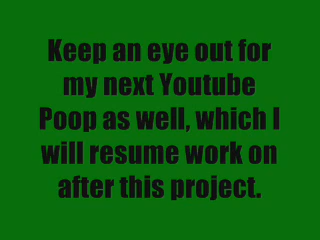 Keep an eye out for
my next Youtube
Poop as well, which I
will resume work on
after this project.